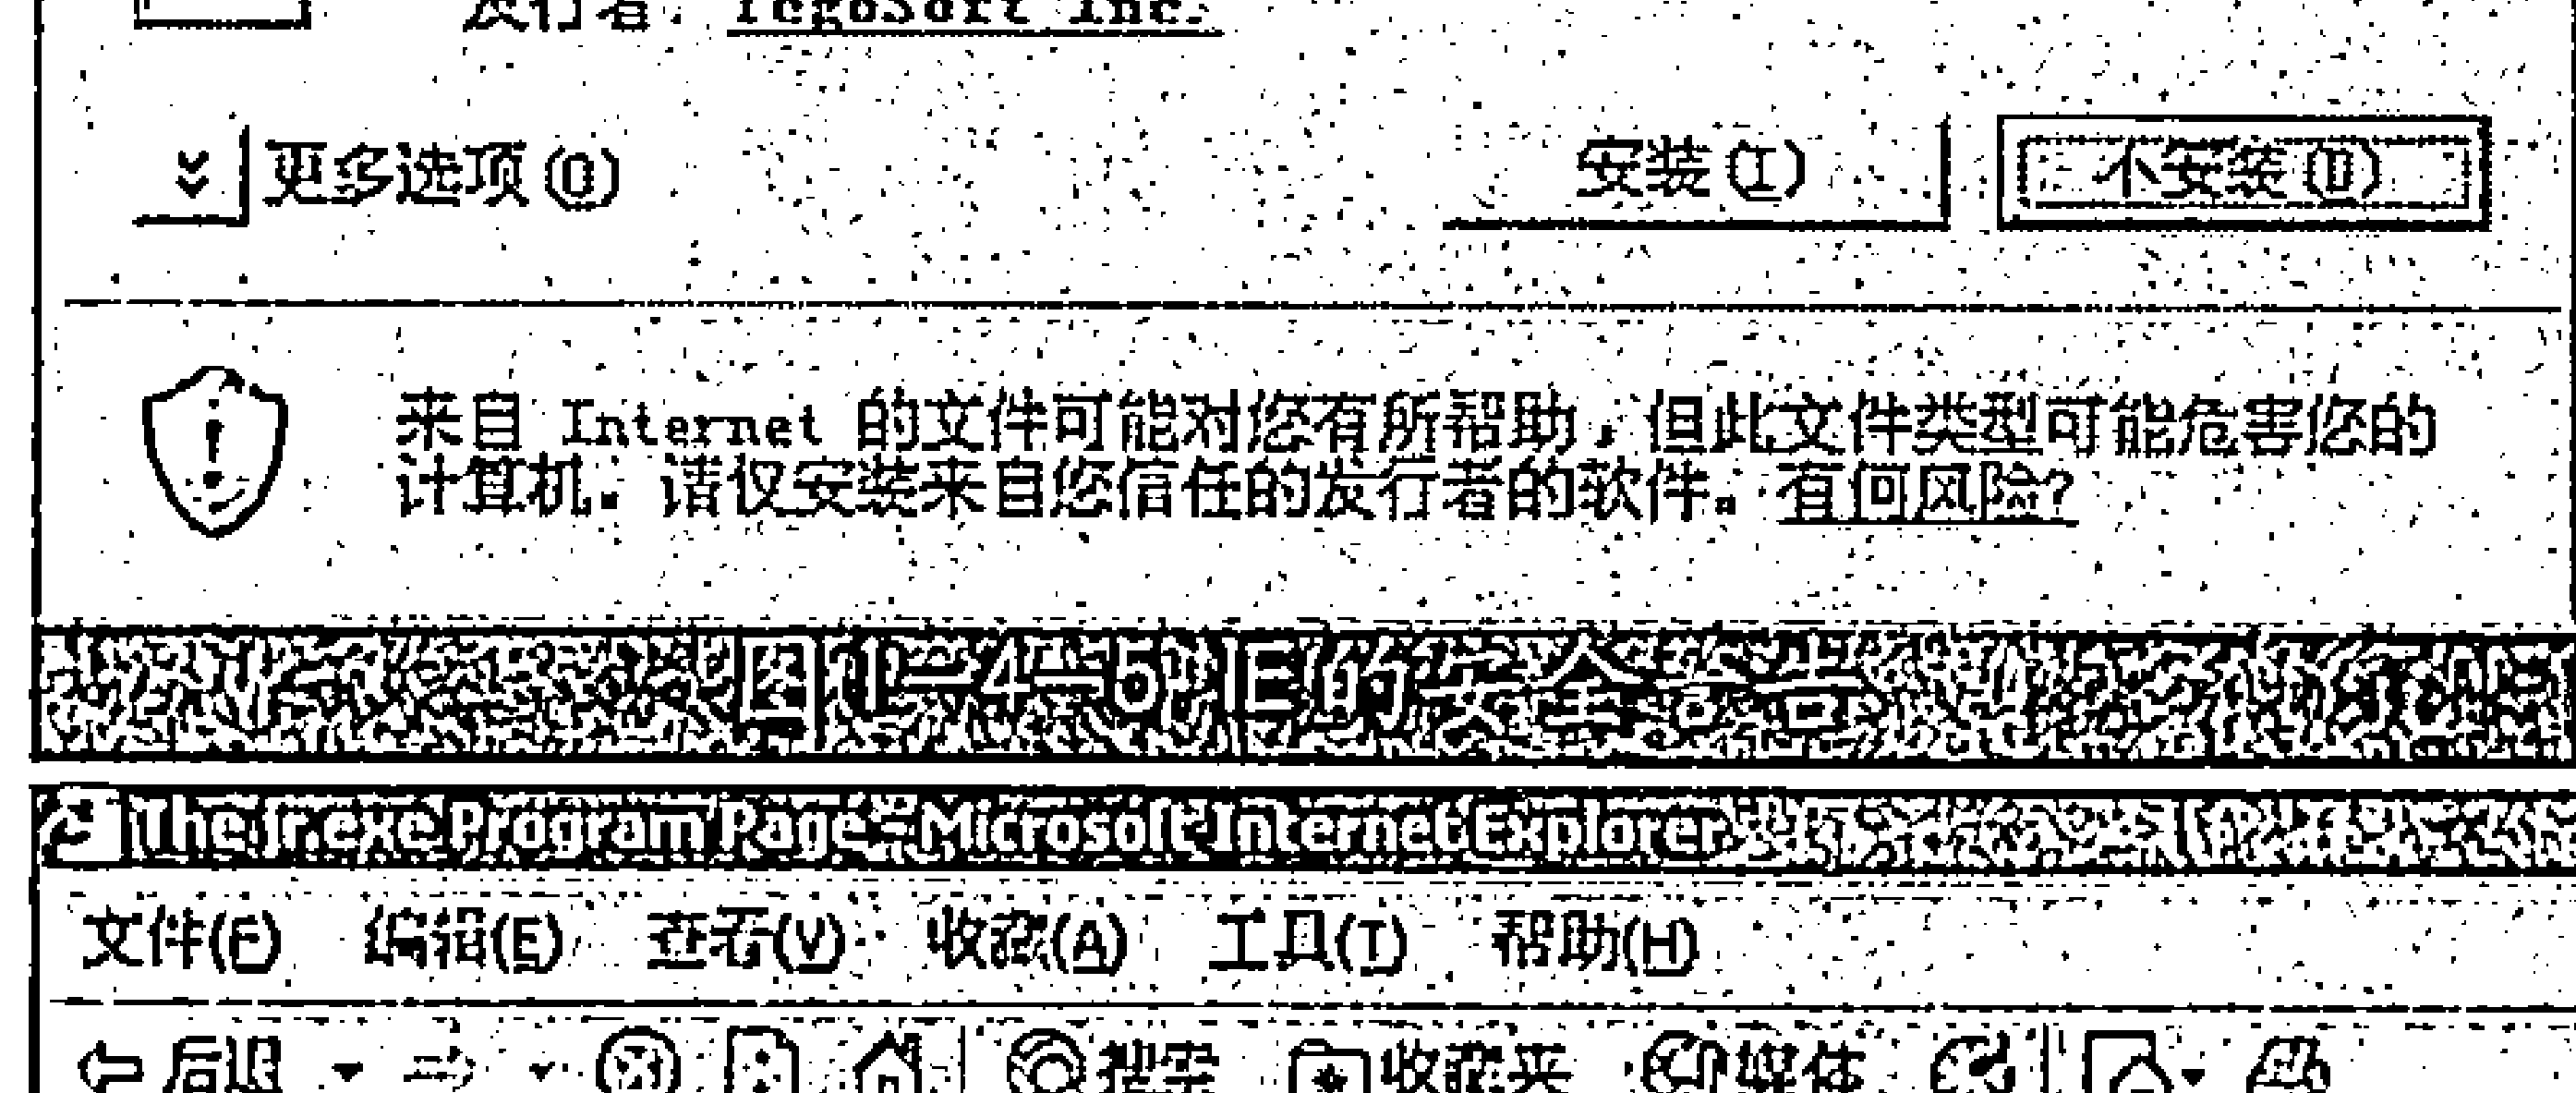 发行者: TegoSoft Inc.
更多选项(O) 安装(I) 不安装(D)
来自 Internet 的文件可能对您有所帮助，但此文件类型可能危害您的
计算机。请仅安装来自您信任的发行者的软件。有何风险?
图1-4-5 IE的安全警告
The Ir.exe Program Page - Microsoft Internet Explorer
文件(F) 编辑(E) 查看(V) 收藏(A) 工具(T) 帮助(H)
后退 搜索 收藏夹 媒体